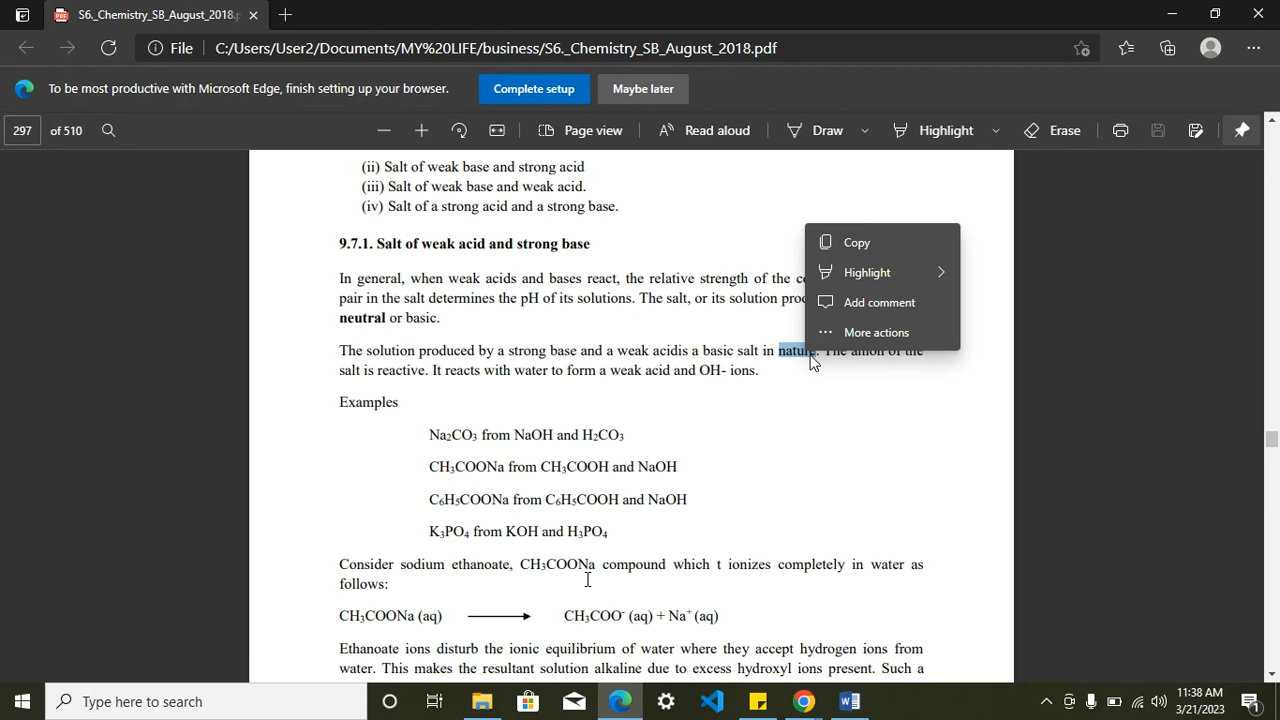 S6._Chemistry_SB_August_2018.p
File C:/Users/User2/Documents/MY%20LIFE/business/S6._Chemistry_SB_August_2018.pdf
To be most productive with Microsoft Edge, finish setting up your browser. Complete setup Maybe later
297 of 510 Page view Read aloud Draw Highlight Erase
(ii) Salt of weak base and strong acid
(iii) Salt of weak base and weak acid.
(iv) Salt of a strong acid and a strong base.
9.7.1. Salt of weak acid and strong base
In general, when weak acids and bases react, the relative strength of the
pair in the salt determines the pH of its solutions. The salt, or its solution
neutral or basic.
The solution produced by a strong base and a weak acidis a basic salt in nature. The anion of the
salt is reactive. It reacts with water to form a weak acid and OH- ions.
Copy
Highlight
Add comment
More actions
Examples
Na₂CO₃ from NaOH and H₂CO₃
CH₃COONa from CH₃COOH and NaOH
C₆H₅COONa from C₆H₅COOH and NaOH
K₃PO₄ from KOH and H₃PO₄
Consider sodium ethanoate, CH₃COONa compound which t ionizes completely in water as
follows:
CH₃COONa (aq) ⟶ CH₃COO⁻ (aq) + Na⁺ (aq)
Ethanoate ions disturb the ionic equilibrium of water where they accept hydrogen ions from
water. This makes the resultant solution alkaline due to excess hydroxyl ions present. Such a
Type here to search
11:38 AM
3/21/2023
1